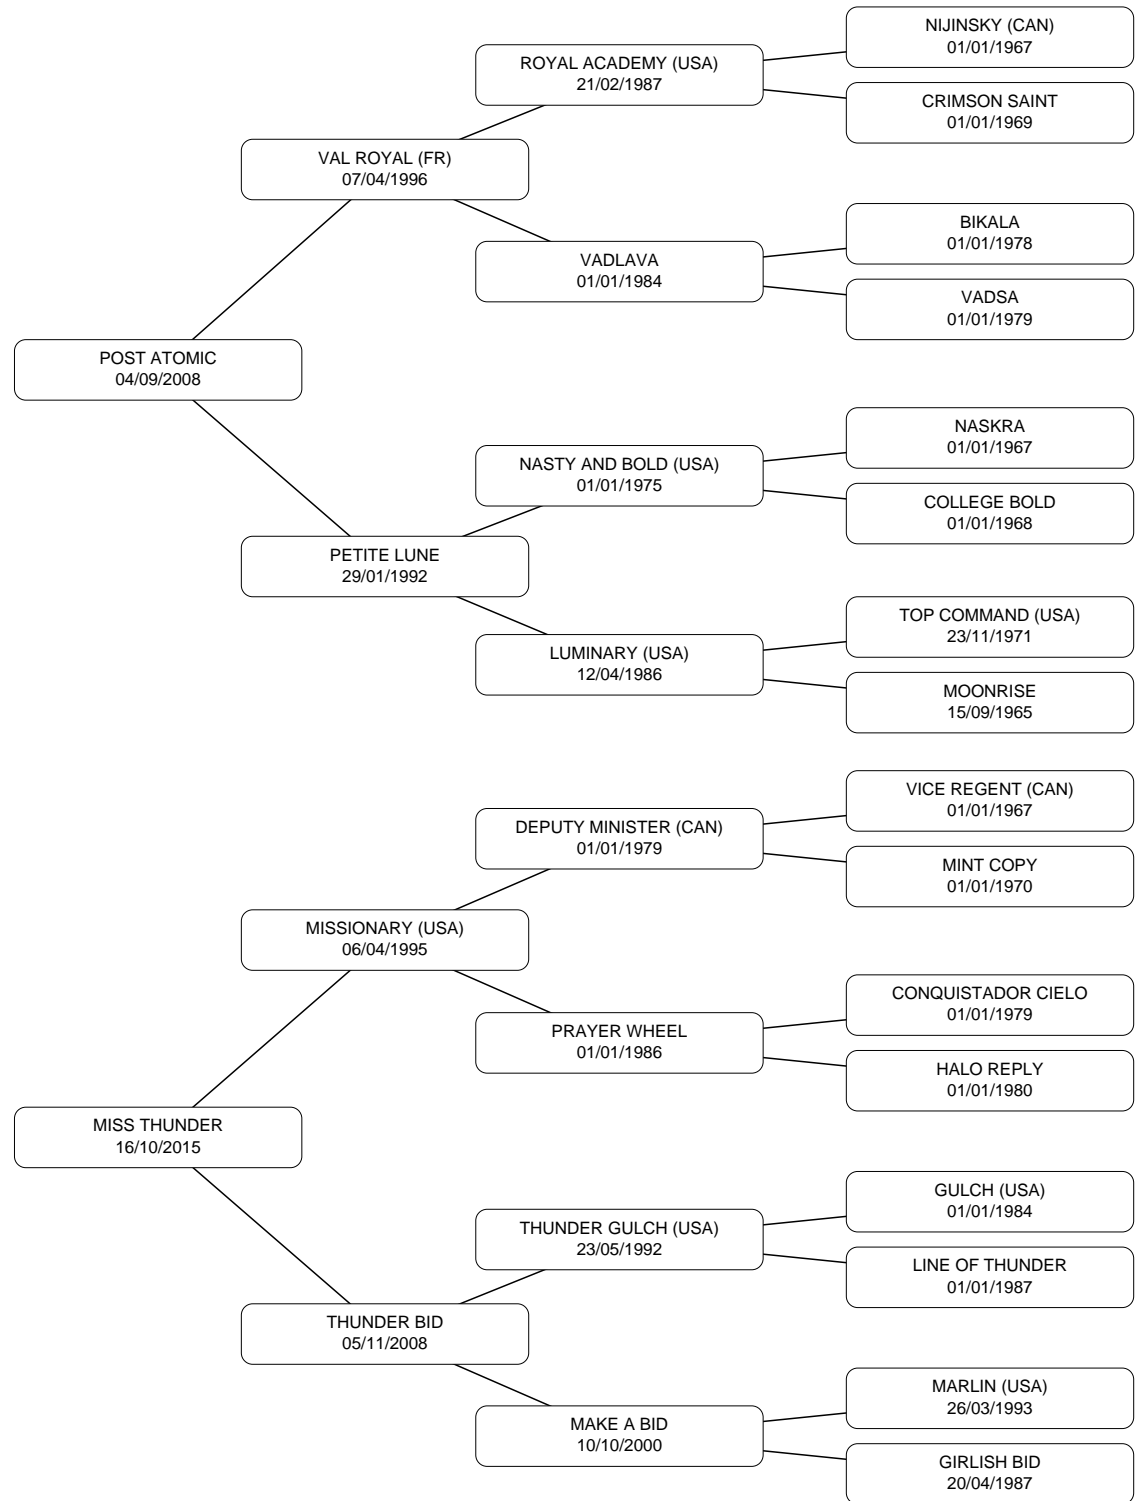 NIJINSKY (CAN)
01/01/1967
ROYAL ACADEMY (USA)
21/02/1987
CRIMSON SAINT
01/01/1969
VAL ROYAL (FR)
07/04/1996
BIKALA
01/01/1978
VADLAVA
01/01/1984
VADSA
01/01/1979
POST ATOMIC
04/09/2008
NASKRA
01/01/1967
NASTY AND BOLD (USA)
01/01/1975
COLLEGE BOLD
01/01/1968
PETITE LUNE
29/01/1992
TOP COMMAND (USA)
23/11/1971
LUMINARY (USA)
12/04/1986
MOONRISE
15/09/1965
VICE REGENT (CAN)
01/01/1967
DEPUTY MINISTER (CAN)
01/01/1979
MINT COPY
01/01/1970
MISSIONARY (USA)
06/04/1995
CONQUISTADOR CIELO
01/01/1979
PRAYER WHEEL
01/01/1986
HALO REPLY
01/01/1980
MISS THUNDER
16/10/2015
GULCH (USA)
01/01/1984
THUNDER GULCH (USA)
23/05/1992
LINE OF THUNDER
01/01/1987
THUNDER BID
05/11/2008
MARLIN (USA)
26/03/1993
MAKE A BID
10/10/2000
GIRLISH BID
20/04/1987